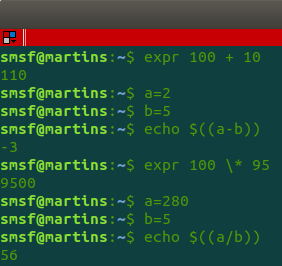 smsf@martins:~$ expr 100 + 10
110
smsf@martins:~$ a=2
smsf@martins:~$ b=5
smsf@martins:~$ echo $((a-b))
-3
smsf@martins:~$ expr 100 \* 95
9500
smsf@martins:~$ a=280
smsf@martins:~$ b=5
smsf@martins:~$ echo $((a/b))
56